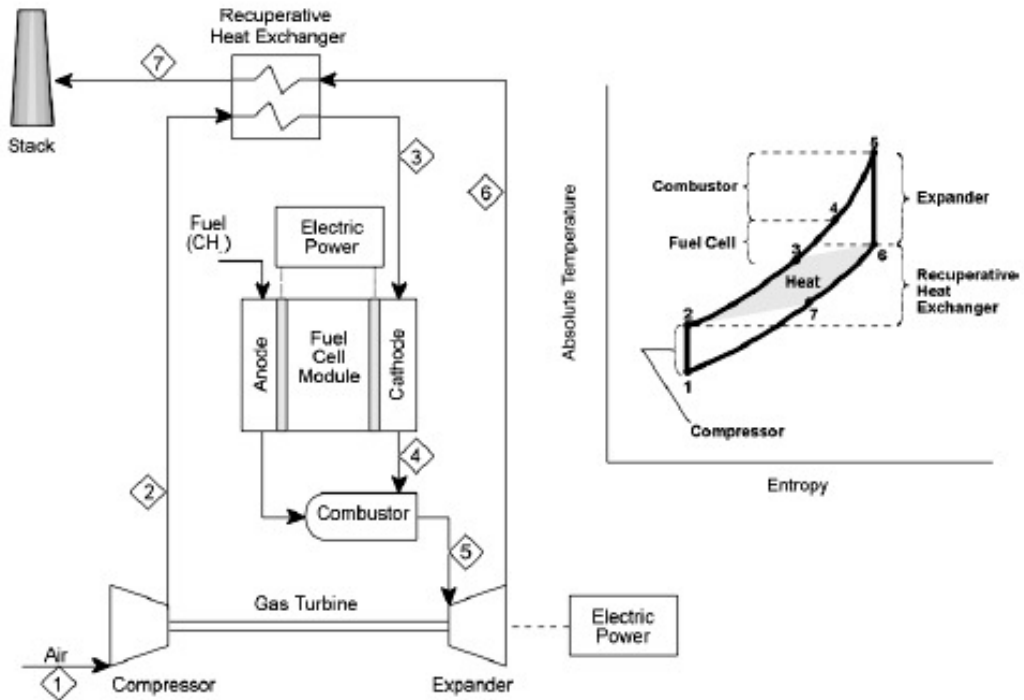 Recuperative
Heat Exchanger
7
Stack
3
6
Fuel
(CH_)
Electric
Power
Anode
Fuel
Cell
Module
Cathode
4
2
Combustor
5
Gas Turbine
Electric
Power
Air
1
Compressor
Expander
Absolute Temperature
Entropy
5
Combustor
4
Expander
Fuel Cell
3
6
Heat
Recuperative
Heat
Exchanger
2
7
1
Compressor